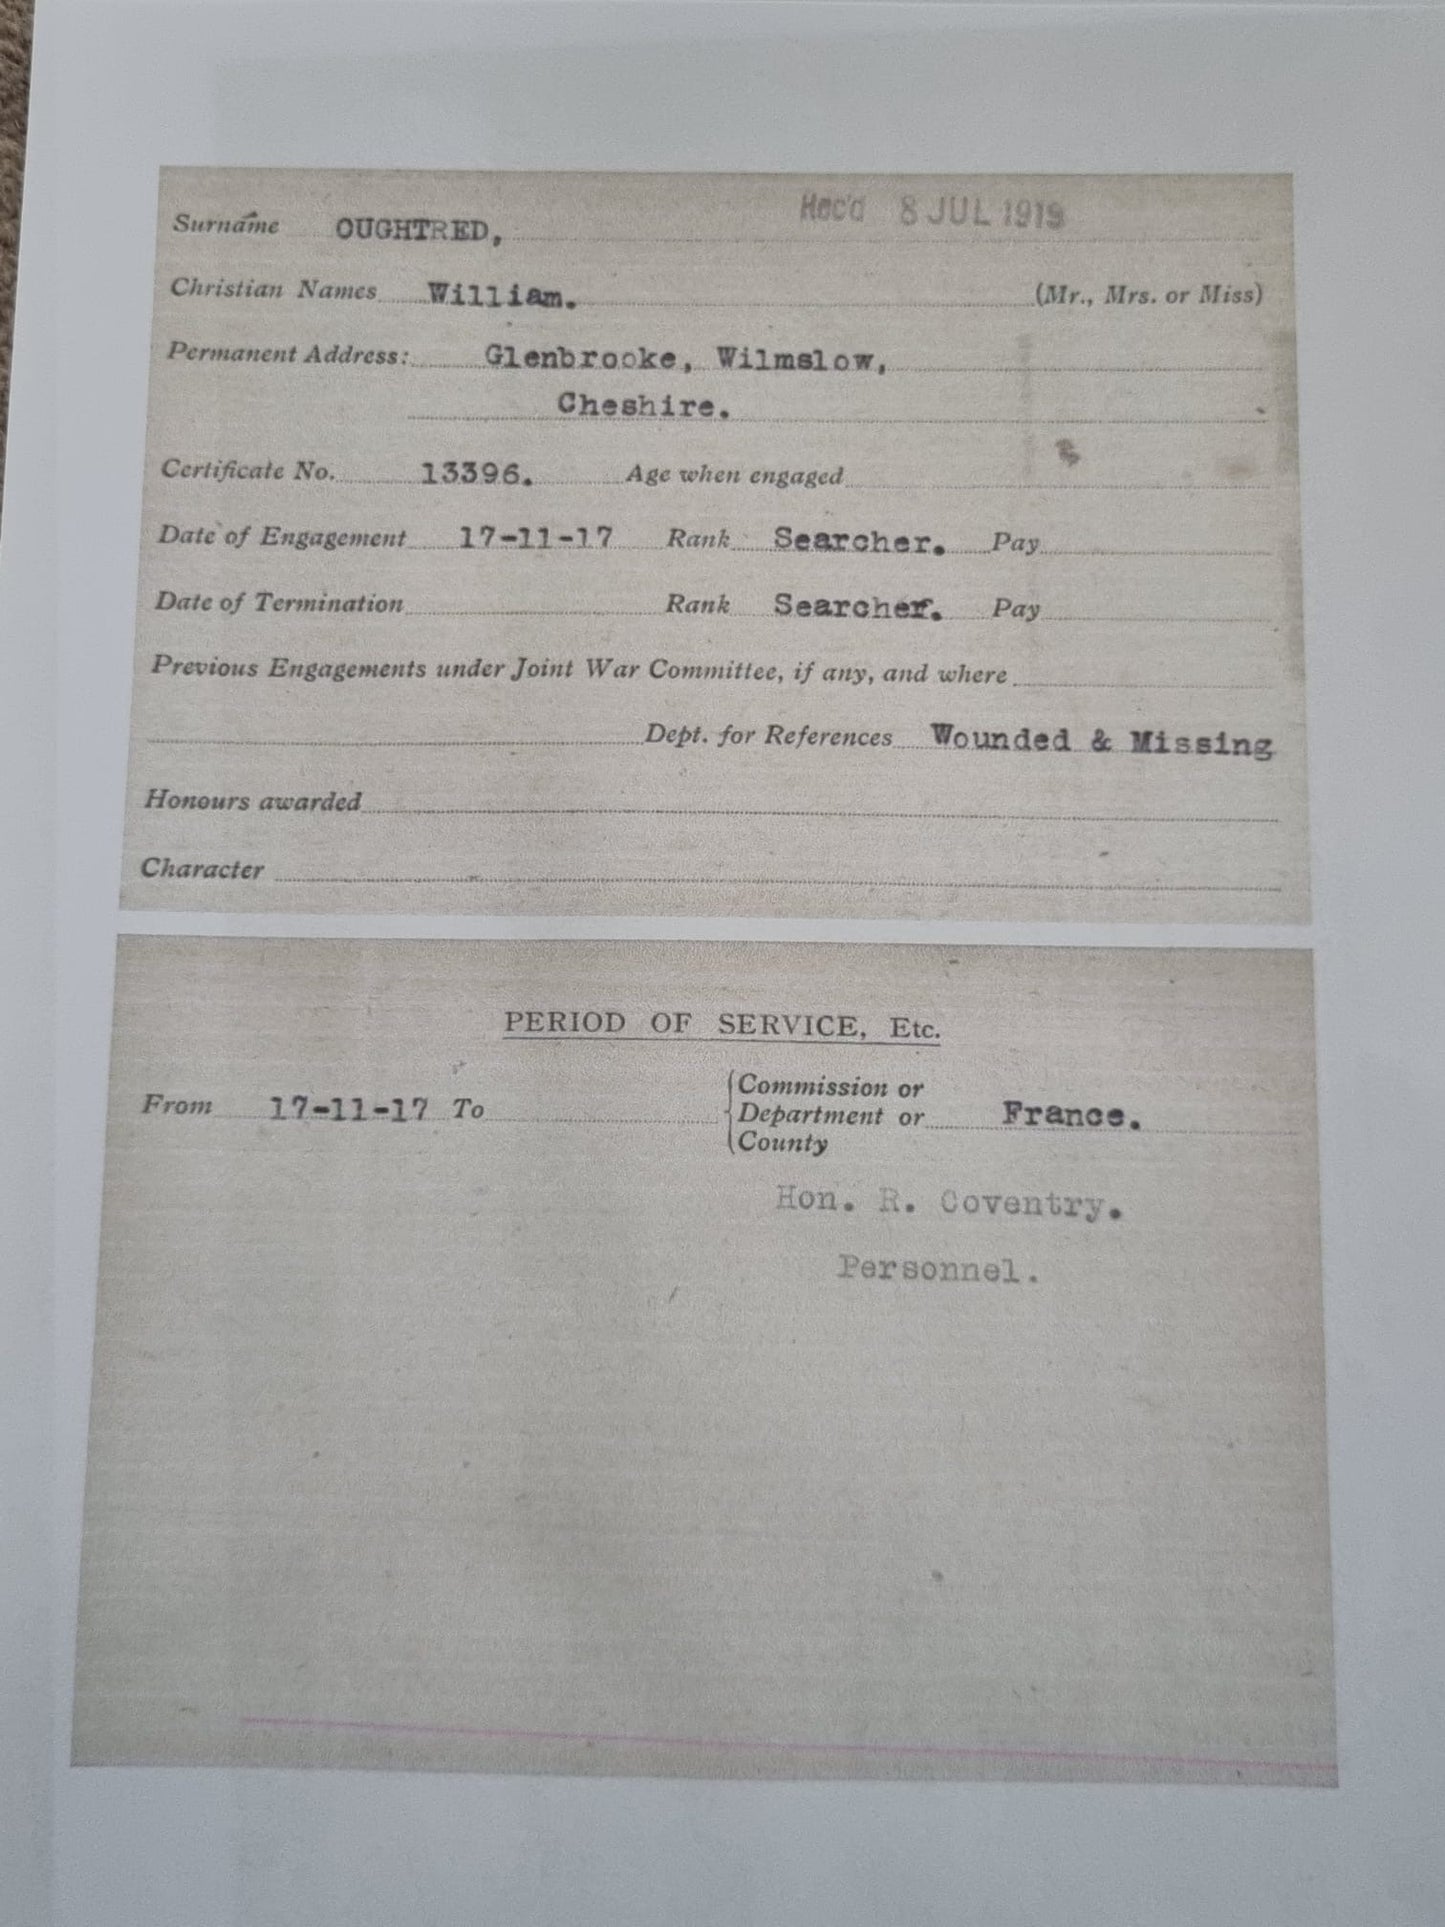 Rec'd 8 JUL 1919
Surname OUGHTRED,
Christian Names William. (Mr., Mrs. or Miss)
Permanent Address: Glenbrooke, Wilmslow,
Cheshire.
Certificate No. 13396. Age when engaged
Date of Engagement 17-11-17 Rank Searcher. Pay
Date of Termination Rank Searcher. Pay
Previous Engagements under Joint War Committee, if any, and where
Dept. for References Wounded & Missing
Honours awarded
Character
PERIOD OF SERVICE, Etc.
From 17-11-17 To
Commission or
Department or France.
County
Hon. R. Coventry.
Personnel.